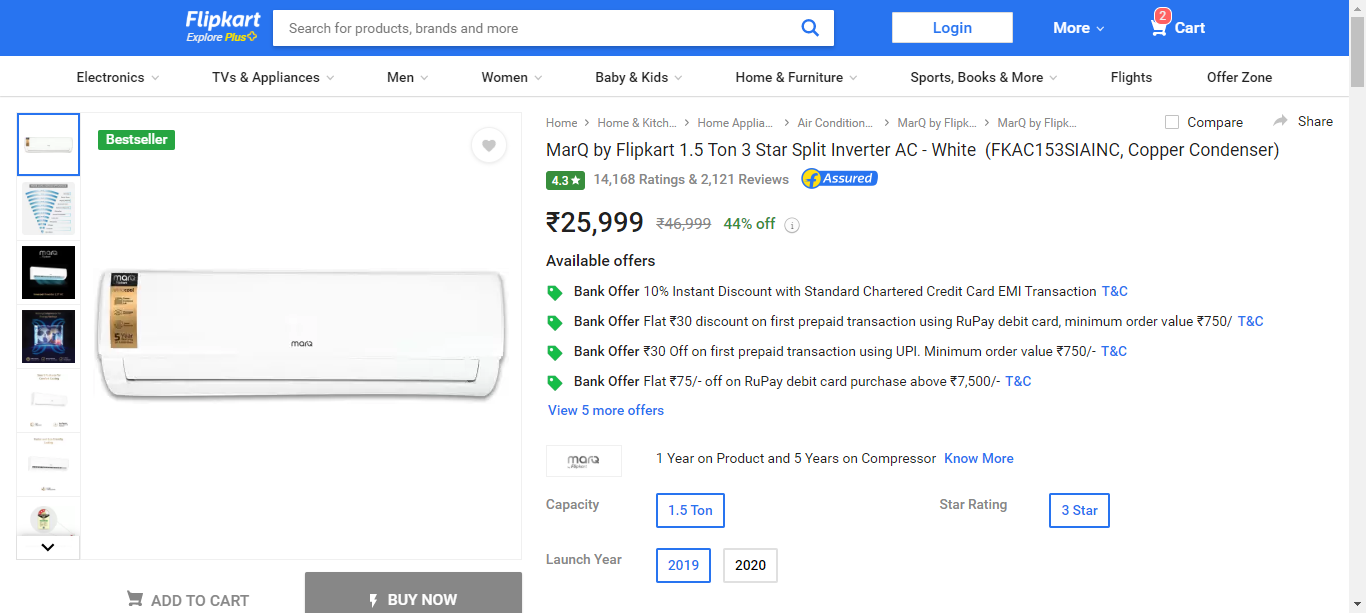 Flipkart
Explore Plus
Search for products, brands and more
Login
More
2
Cart
Electronics
TVs & Appliances
Men
Women
Baby & Kids
Home & Furniture
Sports, Books & More
Flights
Offer Zone
Bestseller
marQ
5
marQ
ADD TO CART
BUY NOW
Home
Home & Kitch...
Home Applia...
Air Condition...
MarQ by Flipk...
MarQ by Flipk...
Compare
Share
MarQ by Flipkart 1.5 Ton 3 Star Split Inverter AC - White (FKAC153SIAINC, Copper Condenser)
4.3★ 14,168 Ratings & 2,121 Reviews Assured
₹25,999 ₹46,999 44% off
Available offers
Bank Offer 10% Instant Discount with Standard Chartered Credit Card EMI Transaction T&C
Bank Offer Flat ₹30 discount on first prepaid transaction using RuPay debit card, minimum order value ₹750/ T&C
Bank Offer ₹30 Off on first prepaid transaction using UPI. Minimum order value ₹750/- T&C
Bank Offer Flat ₹75/- off on RuPay debit card purchase above ₹7,500/- T&C
View 5 more offers
marQ
by Flipkart
1 Year on Product and 5 Years on Compressor Know More
Capacity
1.5 Ton
Star Rating
3 Star
Launch Year
2019
2020